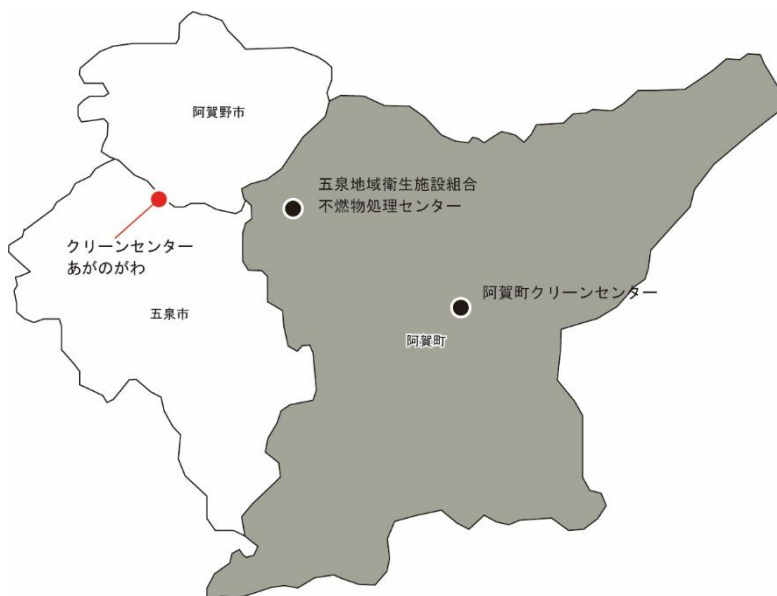 阿賀野市
五泉地域衛生施設組合
不燃物処理センター
クリーンセンター
あがのがわ
阿賀町クリーンセンター
五泉市
阿賀町